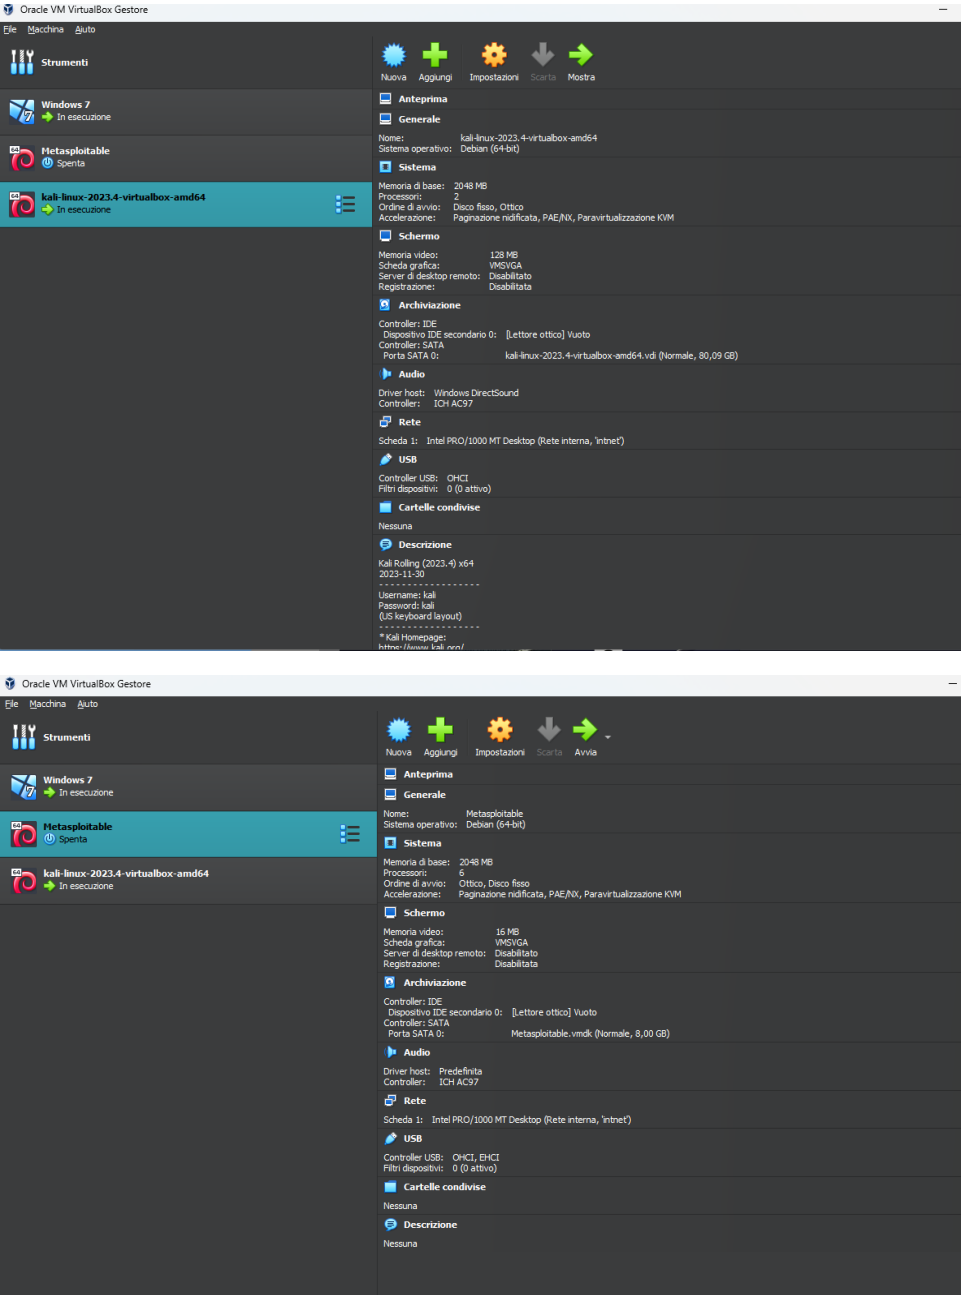 Oracle VM VirtualBox Gestore
File Macchina Aiuto
Strumenti
Windows 7
In esecuzione
64
Metasploitable
Spenta
64
kali-linux-2023.4-virtualbox-amd64
In esecuzione
Nuova Aggiungi Impostazioni Scarta Mostra
Anteprima
Generale
Nome: kali-linux-2023.4-virtualbox-amd64
Sistema operativo: Debian (64-bit)
Sistema
Memoria di base: 2048 MB
Processori: 2
Ordine di avvio: Disco fisso, Ottico
Accelerazione: Paginazione nidificata, PAE/NX, Paravirtualizzazione KVM
Schermo
Memoria video: 128 MB
Scheda grafica: VMSVGA
Server di desktop remoto: Disabilitato
Registrazione: Disabilitata
Archiviazione
Controller: IDE
Dispositivo IDE secondario 0: [Lettore ottico] Vuoto
Controller: SATA
Porta SATA 0: kali-linux-2023.4-virtualbox-amd64.vdi (Normale, 80,09 GB)
Audio
Driver host: Windows DirectSound
Controller: ICH AC97
Rete
Scheda 1: Intel PRO/1000 MT Desktop (Rete interna, 'intnet')
USB
Controller USB: OHCI
Filtri dispositivi: 0 (0 attivo)
Cartelle condivise
Nessuna
Descrizione
Kali Rolling (2023.4) x64
2023-11-30
- - - - - - - - - - - - - - - - - -
Username: kali
Password: kali
(US keyboard layout)
- - - - - - - - - - - - - - - - - -
* Kali Homepage:
https://www.kali.org/
Oracle VM VirtualBox Gestore
File Macchina Aiuto
Strumenti
Windows 7
In esecuzione
64
Metasploitable
Spenta
64
kali-linux-2023.4-virtualbox-amd64
In esecuzione
Nuova Aggiungi Impostazioni Scarta Avvia
Anteprima
Generale
Nome: Metasploitable
Sistema operativo: Debian (64-bit)
Sistema
Memoria di base: 2048 MB
Processori: 6
Ordine di avvio: Ottico, Disco fisso
Accelerazione: Paginazione nidificata, PAE/NX, Paravirtualizzazione KVM
Schermo
Memoria video: 16 MB
Scheda grafica: VMSVGA
Server di desktop remoto: Disabilitato
Registrazione: Disabilitata
Archiviazione
Controller: IDE
Dispositivo IDE secondario 0: [Lettore ottico] Vuoto
Controller: SATA
Porta SATA 0: Metasploitable.vmdk (Normale, 8,00 GB)
Audio
Driver host: Predefinita
Controller: ICH AC97
Rete
Scheda 1: Intel PRO/1000 MT Desktop (Rete interna, 'intnet')
USB
Controller USB: OHCI, EHCI
Filtri dispositivi: 0 (0 attivo)
Cartelle condivise
Nessuna
Descrizione
Nessuna